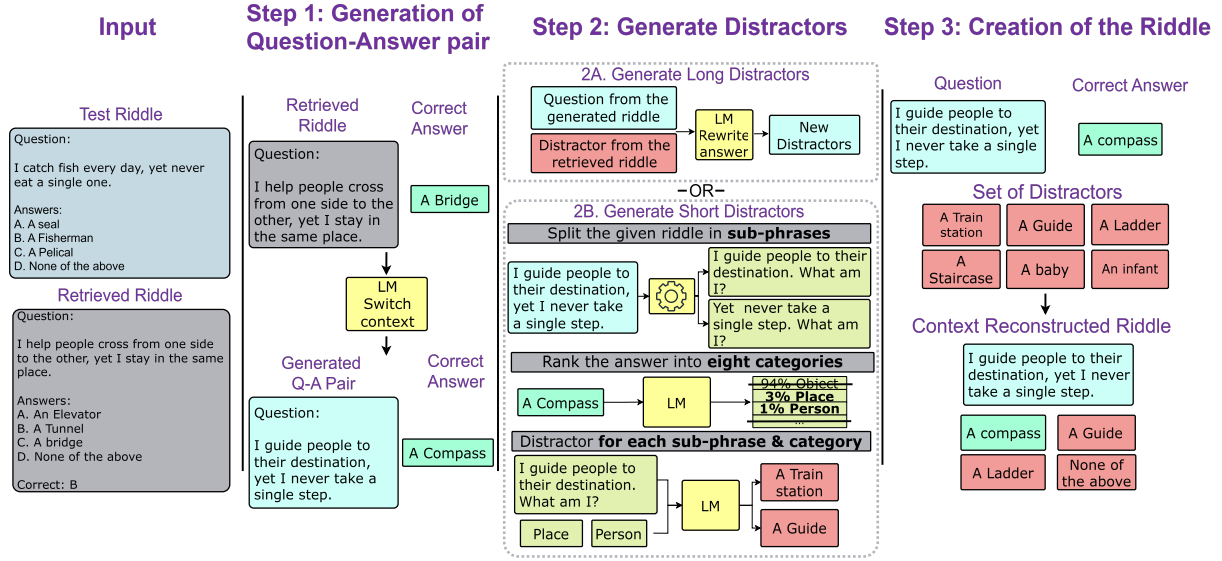 Input
Test Riddle
Question:
I catch fish every day, yet never
eat a single one.
Answers:
A. A seal
B. A Fisherman
C. A Pelical
D. None of the above
Retrieved Riddle
Question:
I help people cross from one side
to the other, yet I stay in the same
place.
Answers:
A. An Elevator
B. A Tunnel
C. A bridge
D. None of the above
Correct: B
Step 1: Generation of
Question-Answer pair
Retrieved
Riddle
Correct
Answer
Question:
I help people cross
from one side to the
other, yet I stay in
the same place.
A Bridge
LM
Switch
context
Generated
Q-A Pair
Correct
Answer
Question:
I guide people to
their destination,
yet I never take a
single step.
A Compass
Step 2: Generate Distractors
2A. Generate Long Distractors
Question from the
generated riddle
Distractor from the
retrieved riddle
LM
Rewrite
answer
New
Distractors
–OR–
2B. Generate Short Distractors
Split the given riddle in sub-phrases
I guide people to
their destination,
yet I never take
a single step.
I guide people to their
destination. What am
I?
Yet never take a
single step. What am
I?
Rank the answer into eight categories
A Compass
LM
94% Object
3% Place
1% Person
...
Distractor for each sub-phrase & category
I guide people to
their destination.
What am I?
Place
Person
LM
A Train
station
A Guide
Step 3: Creation of the Riddle
Question
Correct Answer
I guide people to
their destination, yet
I never take a single
step.
A compass
Set of Distractors
A Train
station
A Guide
A Ladder
A
Staircase
A baby
An infant
Context Reconstructed Riddle
I guide people to their
destination, yet I never
take a single step.
A compass
A Guide
A Ladder
None of
the above